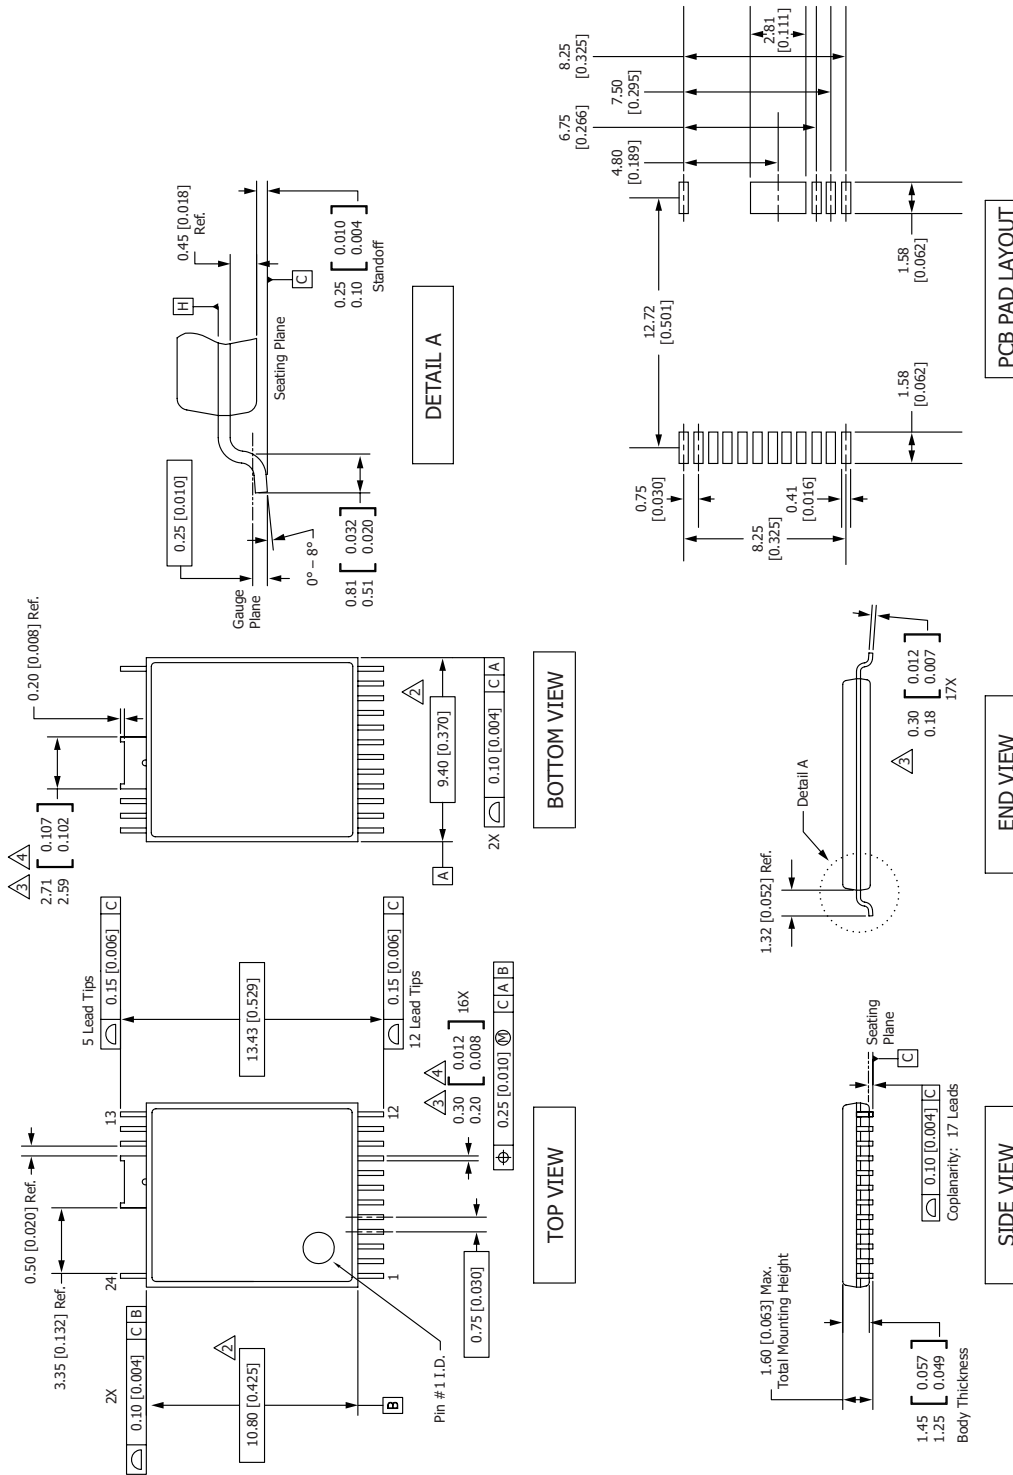 2X
0.10 [0.004] C B
24
3.35 [0.132] Ref.
0.50 [0.020] Ref.
13
5 Lead Tips
0.15 [0.006] C
10.80 [0.425]
2
B
Pin #1 I.D.
13.43 [0.529]
1
12
0.15 [0.006] C
12 Lead Tips
0.75 [0.030]
3 4
0.30 [0.012] 16X
0.20 [0.008]
0.25 [0.010] M C A B
TOP VIEW
3 4
2.71 [0.107]
2.59 [0.102]
0.20 [0.008] Ref.
A
9.40 [0.370]
2
2X
0.10 [0.004] C A
BOTTOM VIEW
Gauge
Plane
0.25 [0.010]
H
0.45 [0.018]
Ref.
0° – 8°
0.81 [0.032]
0.51 [0.020]
Seating Plane
C
0.25 [0.010]
0.10 [0.004]
Standoff
DETAIL A
1.60 [0.063] Max.
Total Mounting Height
1.45 [0.057]
1.25 [0.049]
Body Thickness
Seating
Plane
C
0.10 [0.004] C
Coplanarity: 17 Leads
SIDE VIEW
1.32 [0.052] Ref.
Detail A
3
0.30 [0.012]
0.18 [0.007]
17X
END VIEW
0.75
[0.030]
8.25
[0.325]
0.41
[0.016]
12.72
[0.501]
4.80
[0.189]
6.75
[0.266]
7.50
[0.295]
8.25
[0.325]
2.81
[0.111]
1.58
[0.062]
1.58
[0.062]
PCB PAD LAYOUT